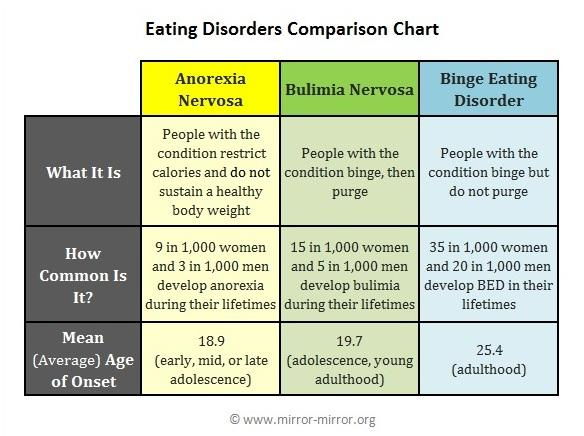 Eating Disorders Comparison Chart
Anorexia
Nervosa
Bulimia Nervosa
Binge Eating
Disorder
What It Is
People with the
condition restrict
calories and do not
sustain a healthy
body weight
People with the
condition binge, then
purge
People with the
condition binge but
do not purge
How
Common Is
It?
9 in 1,000 women
and 3 in 1,000 men
develop anorexia
during their lifetimes
15 in 1,000 women
and 5 in 1,000 men
develop bulimia
during their lifetimes
35 in 1,000 women
and 20 in 1,000 men
develop BED in their
lifetimes
Mean
(Average) Age
of Onset
18.9
(early, mid, or late
adolescence)
19.7
(adolescence, young
adulthood)
25.4
(adulthood)
© www.mirror-mirror.org